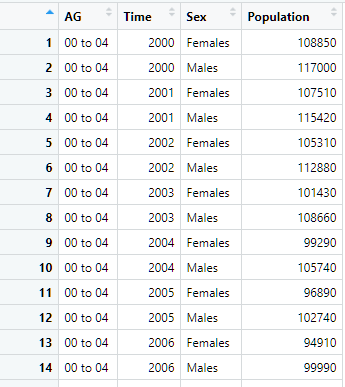 AG Time Sex Population
1 00 to 04 2000 Females 108850
2 00 to 04 2000 Males 117000
3 00 to 04 2001 Females 107510
4 00 to 04 2001 Males 115420
5 00 to 04 2002 Females 105310
6 00 to 04 2002 Males 112880
7 00 to 04 2003 Females 101430
8 00 to 04 2003 Males 108660
9 00 to 04 2004 Females 99290
10 00 to 04 2004 Males 105740
11 00 to 04 2005 Females 96890
12 00 to 04 2005 Males 102740
13 00 to 04 2006 Females 94910
14 00 to 04 2006 Males 99990